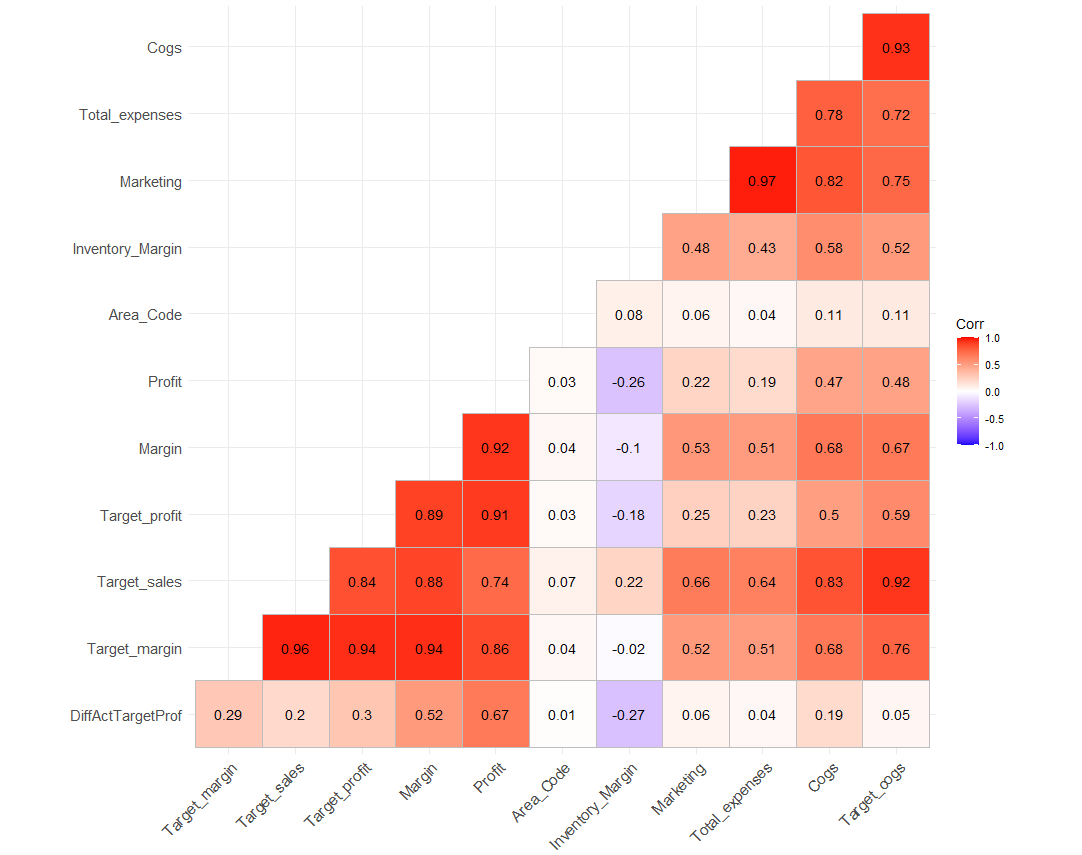 Cogs 0.93
Total_expenses 0.78 0.72
Marketing 0.97 0.82 0.75
Inventory_Margin 0.48 0.43 0.58 0.52
Area_Code 0.08 0.06 0.04 0.11 0.11
Profit 0.03 -0.26 0.22 0.19 0.47 0.48
Margin 0.92 0.04 -0.1 0.53 0.51 0.68 0.67
Target_profit 0.89 0.91 0.03 -0.18 0.25 0.23 0.5 0.59
Target_sales 0.84 0.88 0.74 0.07 0.22 0.66 0.64 0.83 0.92
Target_margin 0.96 0.94 0.94 0.86 0.04 -0.02 0.52 0.51 0.68 0.76
DiffActTargetProf 0.29 0.2 0.3 0.52 0.67 0.01 -0.27 0.06 0.04 0.19 0.05
Target_margin Target_sales Target_profit Margin Profit Area_Code Inventory_Margin Marketing Total_expenses Cogs Target_cogs
Corr
1.0
0.5
0.0
-0.5
-1.0